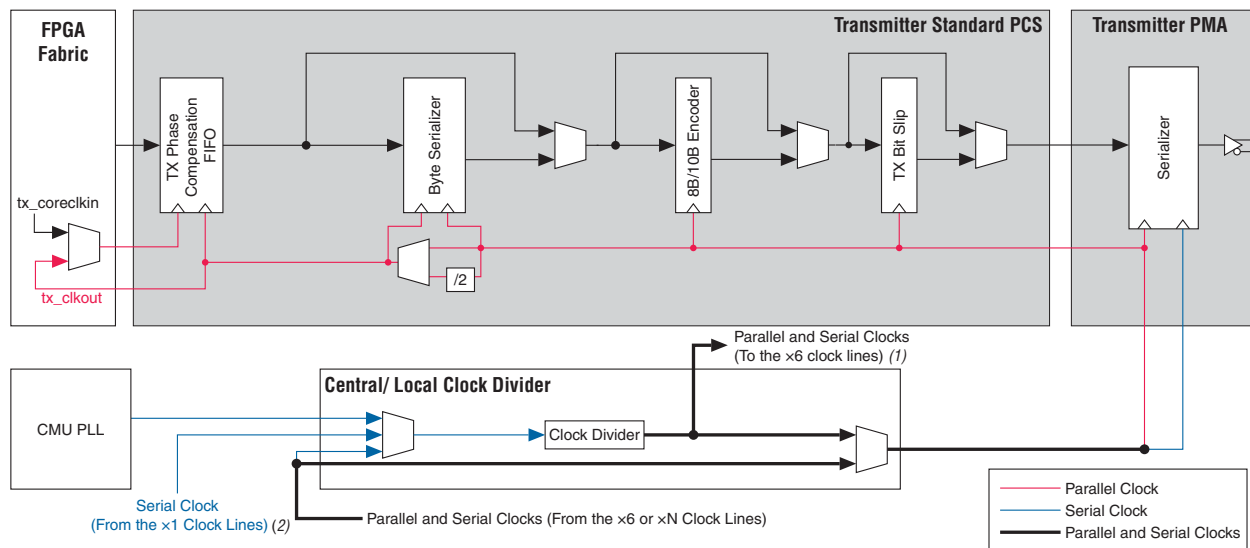 FPGA
Fabric
Transmitter Standard PCS
Transmitter PMA
TX Phase
Compensation
FIFO
Byte Serializer
8B/10B Encoder
TX Bit Slip
Serializer
tx_coreclkin
tx_clkout
/2
Parallel and Serial Clocks
(To the ×6 clock lines) (1)
Central/ Local Clock Divider
CMU PLL
Clock Divider
Serial Clock
(From the ×1 Clock Lines) (2)
Parallel and Serial Clocks (From the ×6 or ×N Clock Lines)
Parallel Clock
Serial Clock
Parallel and Serial Clocks